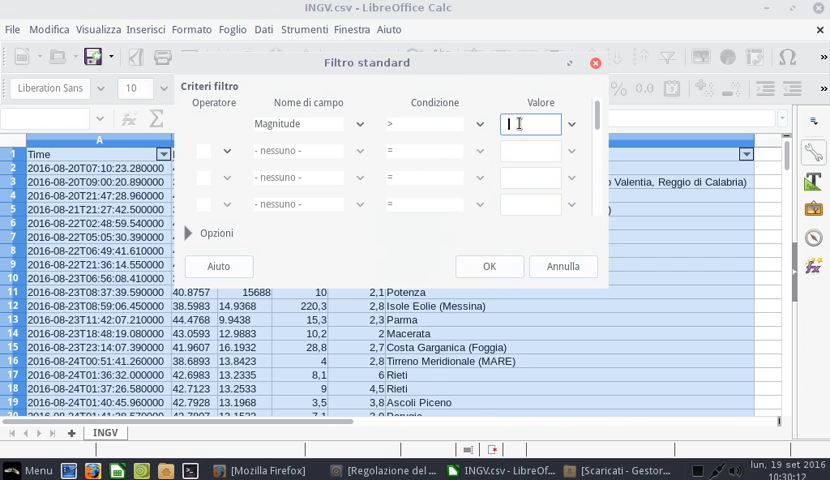 INGV.csv - LibreOffice Calc
File Modifica Visualizza Inserisci Formato Foglio Dati Strumenti Finestra Aiuto
Filtro standard
Liberation Sans 10
0.0
Criteri filtro
Operatore Nome di campo Condizione Valore
Magnitude >
- nessuno - =
- nessuno - =
- nessuno - =
Opzioni
Aiuto OK Annulla
A
1 Time
2 2016-08-20T07:10:23.280000
3 2016-08-20T09:00:20.890000 Valentia, Reggio di Calabria)
4 2016-08-20T21:47:28.960000
5 2016-08-21T21:27:42.500000
6 2016-08-22T02:48:59.540000
7 2016-08-22T05:05:30.390000
8 2016-08-22T06:49:41.610000
9 2016-08-22T21:36:14.550000
10 2016-08-23T06:56:08.410000
11 2016-08-23T08:37:39.590000 40.8757 15688 10 2,1 Potenza
12 2016-08-23T08:59:06.450000 38.5983 14.9368 220,3 2,8 Isole Eolie (Messina)
13 2016-08-23T11:42:07.210000 44.4768 9.9438 15,3 2,3 Parma
14 2016-08-23T18:48:19.080000 43.0593 12.9883 10,2 2 Macerata
15 2016-08-23T23:14:07.390000 41.9607 16.1932 28,8 2,7 Costa Garganica (Foggia)
16 2016-08-24T00:51:41.260000 38.6893 13.8423 4 2,8 Tirreno Meridionale (MARE)
17 2016-08-24T01:36:32.000000 42.6983 13.2335 8,1 6 Rieti
18 2016-08-24T01:37:26.580000 42.7123 13.2533 9 4,5 Rieti
19 2016-08-24T01:40:45.960000 42.7928 13.1968 3,5 3,8 Ascoli Piceno
INGV
Menu [Mozilla Firefox] [Regolazione del ... INGV.csv - LibreOf... [Scaricati - Gestor... lun, 19 set 2016
10:30:12